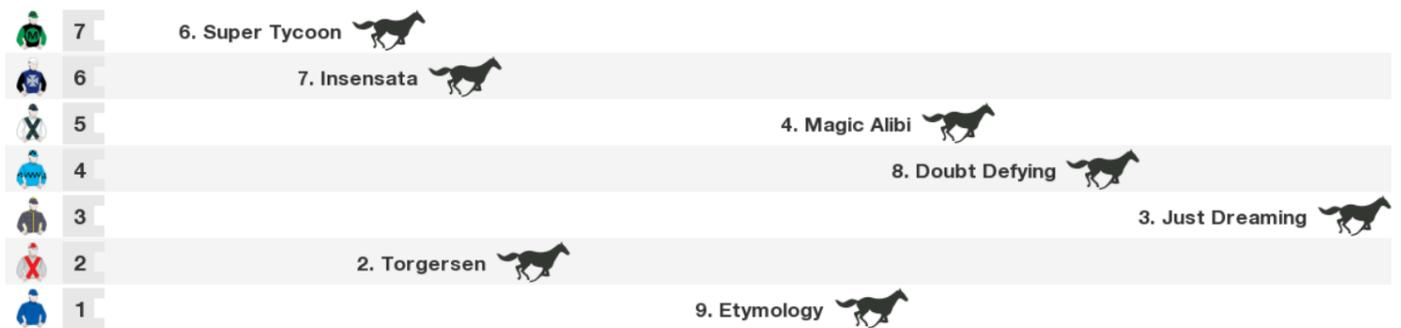 7 6. Super Tycoon
6 7. Insensata
5 4. Magic Alibi
4 8. Doubt Defying
3 3. Just Dreaming
2 2. Torgersen
1 9. Etymology